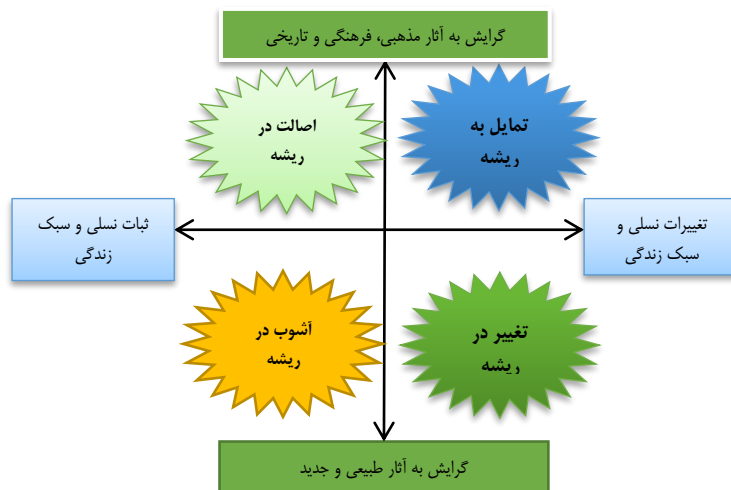 گرایش به آثار مذهبی، فرهنگی و تاریخی
تمایل به
ریشه
اصالت در
ریشه
تغییرات نسلی و
سبک زندگی
ثبات نسلی و سبک
زندگی
تغییر در
ریشه
آشوب در
ریشه
گرایش به آثار طبیعی و جدید